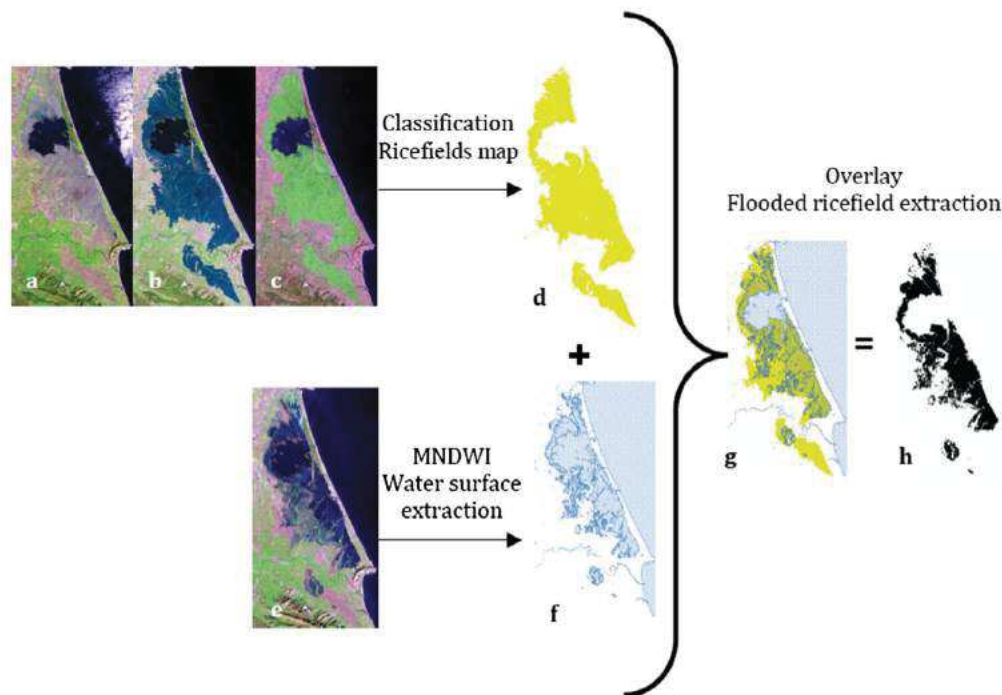 a
b
c
Classification
Ricefields map
d
+
e
MNDWI
Water surface
extraction
f
Overlay
Flooded ricefield extraction
g
=
h